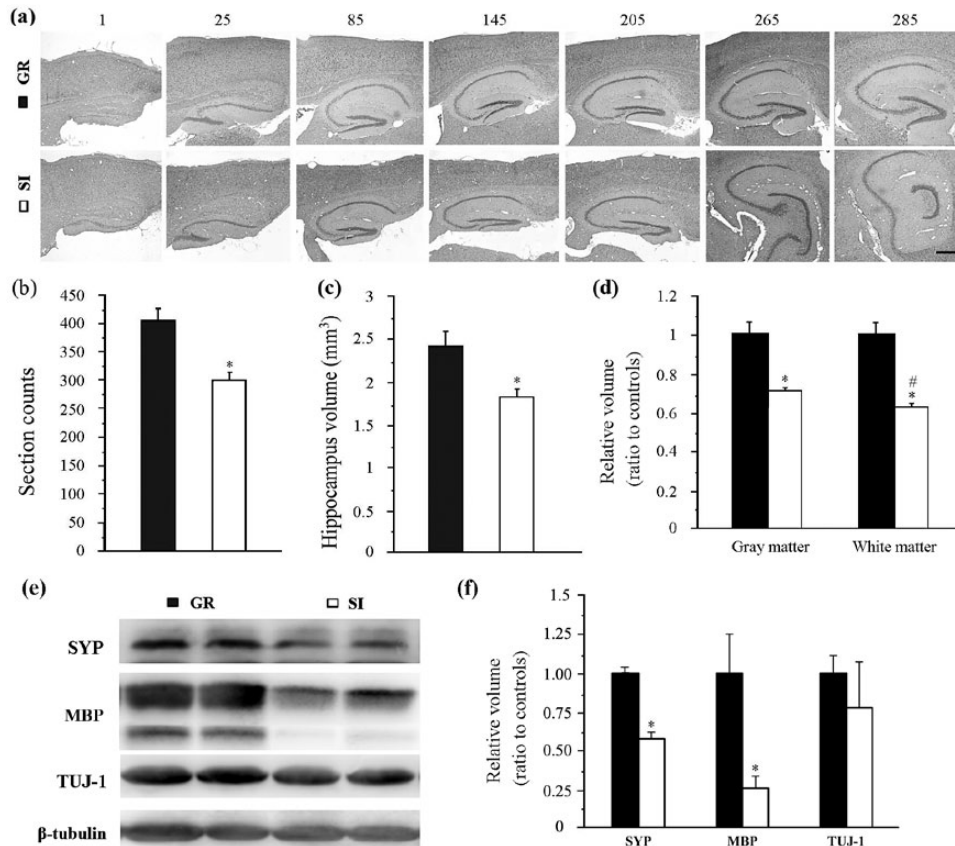 (a) 1 25 85 145 205 265 285
GR
SI
(b)
Section counts
450
400
350
300
250
200
150
100
50
0
*
(c)
Hippocampus volume (mm³)
3
2.5
2
1.5
1
0.5
0
*
(d)
Relative volume
(ratio to controls)
1.2
1
0.8
0.6
0.4
0.2
0
*
#
*
Gray matter White matter
(e)
GR SI
SYP
MBP
TUJ-1
β-tubulin
(f)
Relative volume
(ratio to controls)
1.50
1.25
1.00
0.75
0.50
0.25
0
*
*
SYP MBP TUJ-1